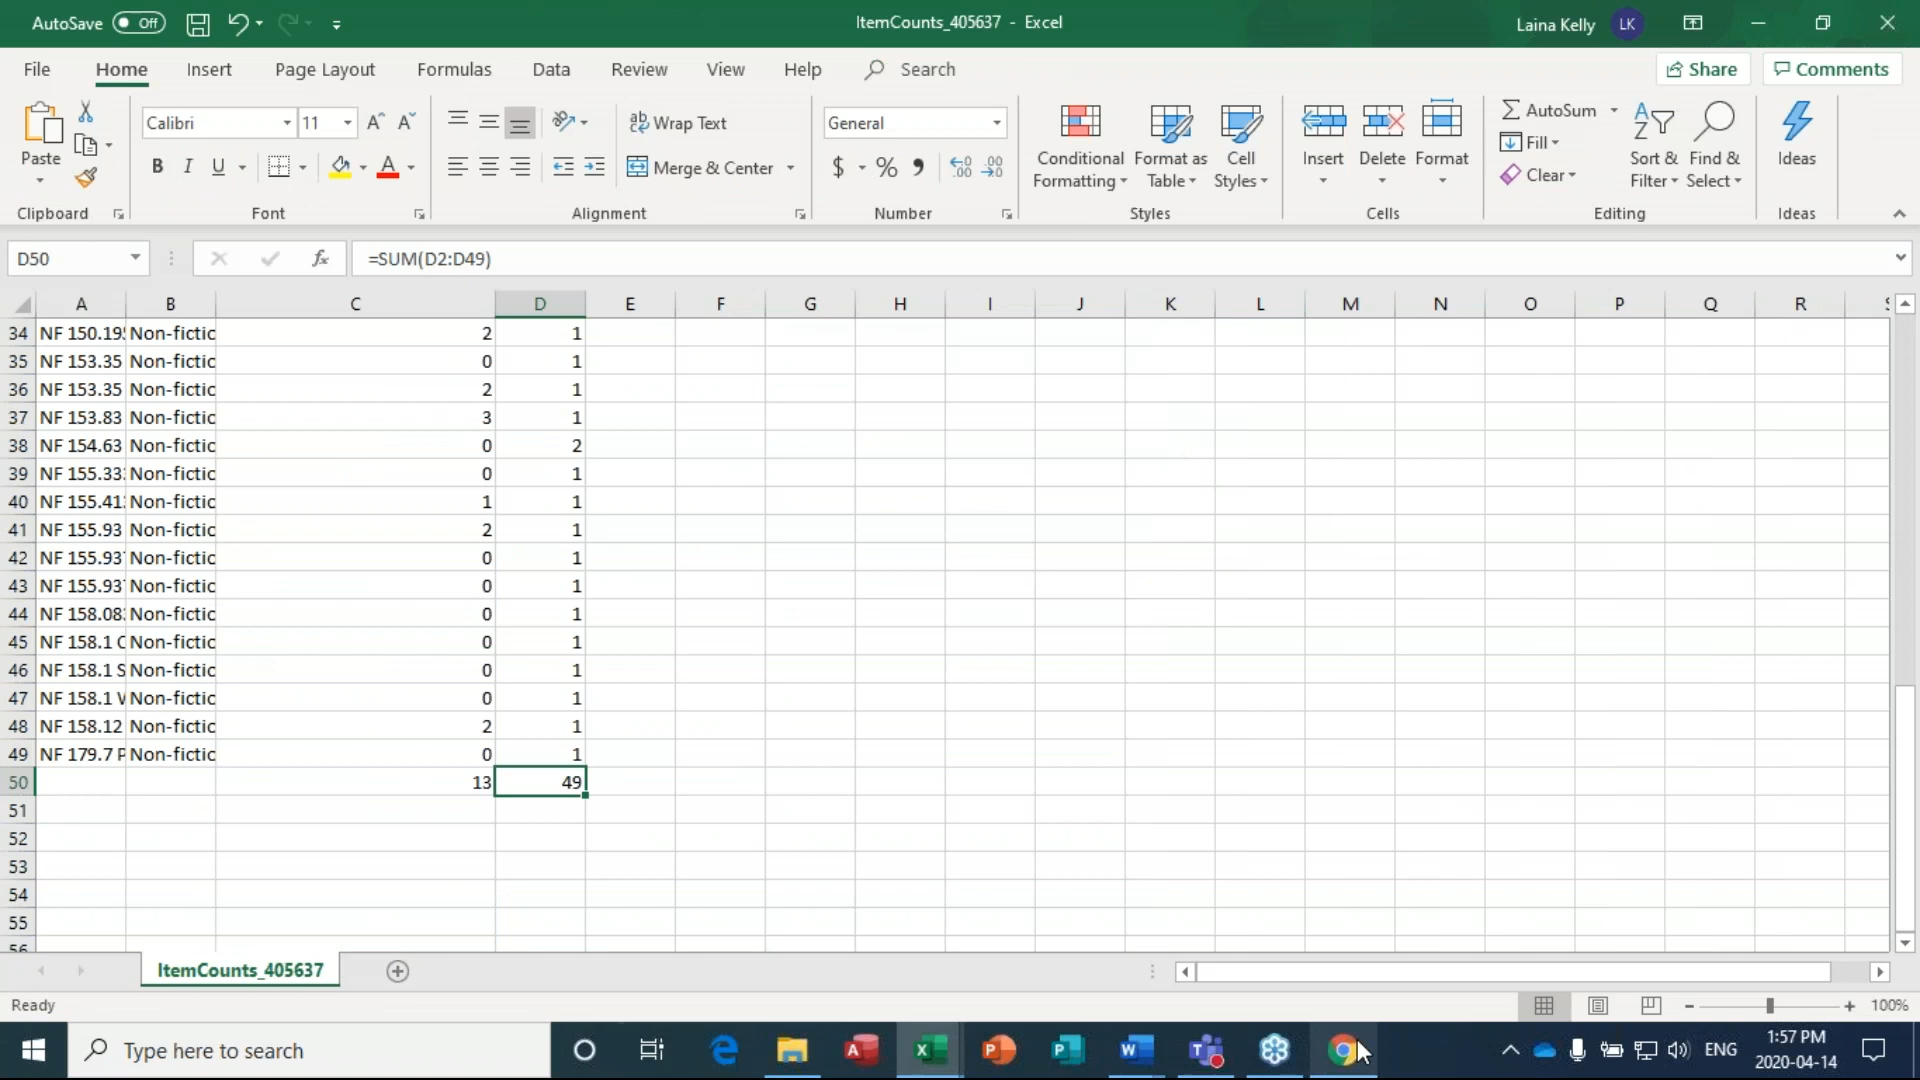 AutoSave Off
ItemCounts_405637 - Excel
Laina Kelly LK
File Home Insert Page Layout Formulas Data Review View Help Search
Share Comments
Calibri 11
Wrap Text
General
AutoSum
Fill
Clear
Paste
B I U
Merge & Center
$ %
Conditional Formatting
Format as Table
Cell Styles
Insert Delete Format
Sort & Filter
Find & Select
Ideas
Clipboard Font Alignment Number Styles Cells Editing Ideas
D50 fx =SUM(D2:D49)
A B C D E F G H I J K L M N O P Q R
34 NF 150.19 Non-fictic 2 1
35 NF 153.35 Non-fictic 0 1
36 NF 153.35 Non-fictic 2 1
37 NF 153.83 Non-fictic 3 1
38 NF 154.63 Non-fictic 0 2
39 NF 155.33 Non-fictic 0 1
40 NF 155.41 Non-fictic 1 1
41 NF 155.93 Non-fictic 2 1
42 NF 155.93 Non-fictic 0 1
43 NF 155.93 Non-fictic 0 1
44 NF 158.08 Non-fictic 0 1
45 NF 158.1 C Non-fictic 0 1
46 NF 158.1 S Non-fictic 0 1
47 NF 158.1 Non-fictic 0 1
48 NF 158.12 Non-fictic 2 1
49 NF 179.7 P Non-fictic 0 1
50 13 49
51
52
53
54
55
56
ItemCounts_405637
Ready
100%
Type here to search
ENG
1:57 PM
2020-04-14